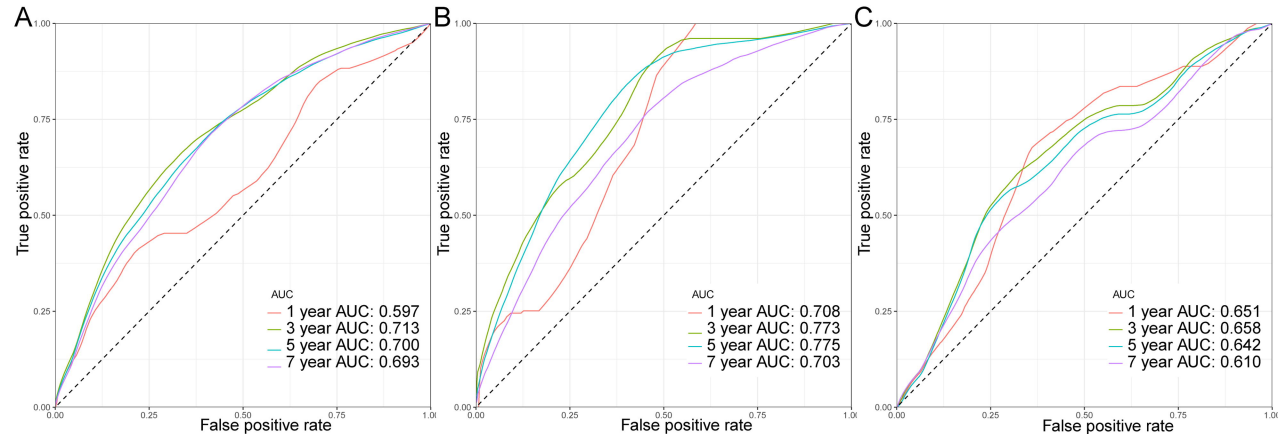 A
True positive rate
1.00
0.75
0.50
0.25
0.00
AUC
1 year AUC: 0.597
3 year AUC: 0.713
5 year AUC: 0.700
7 year AUC: 0.693
0.00 0.25 0.50 0.75 1.0
False positive rate
B
True positive rate
1.00
0.75
0.50
0.25
0.00
AUC
1 year AUC: 0.708
3 year AUC: 0.773
5 year AUC: 0.775
7 year AUC: 0.703
0.00 0.25 0.50 0.75 1.00
False positive rate
C
True positive rate
1.00
0.75
0.50
0.25
0.00
AUC
1 year AUC: 0.651
3 year AUC: 0.658
5 year AUC: 0.642
7 year AUC: 0.610
0.00 0.25 0.50 0.75 1.00
False positive rate